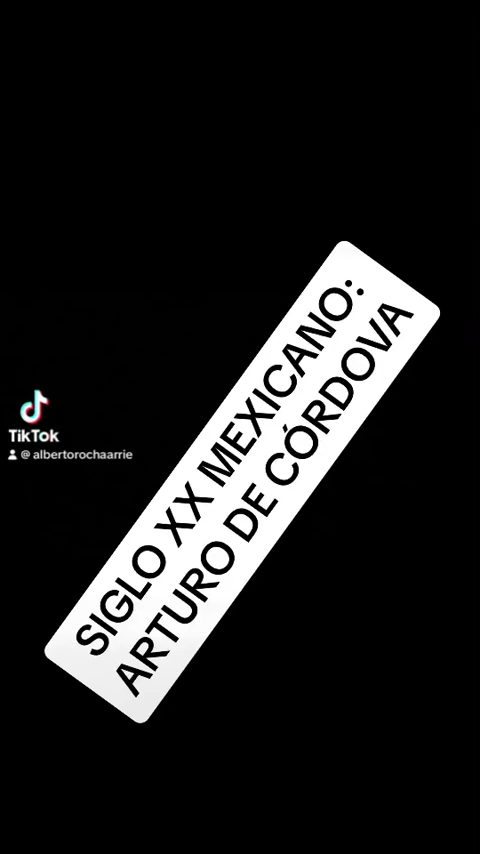 SIGLO XX MEXICANO:
ARTURO DE CÓRDOVA
TikTok
@ albertorochaarrie